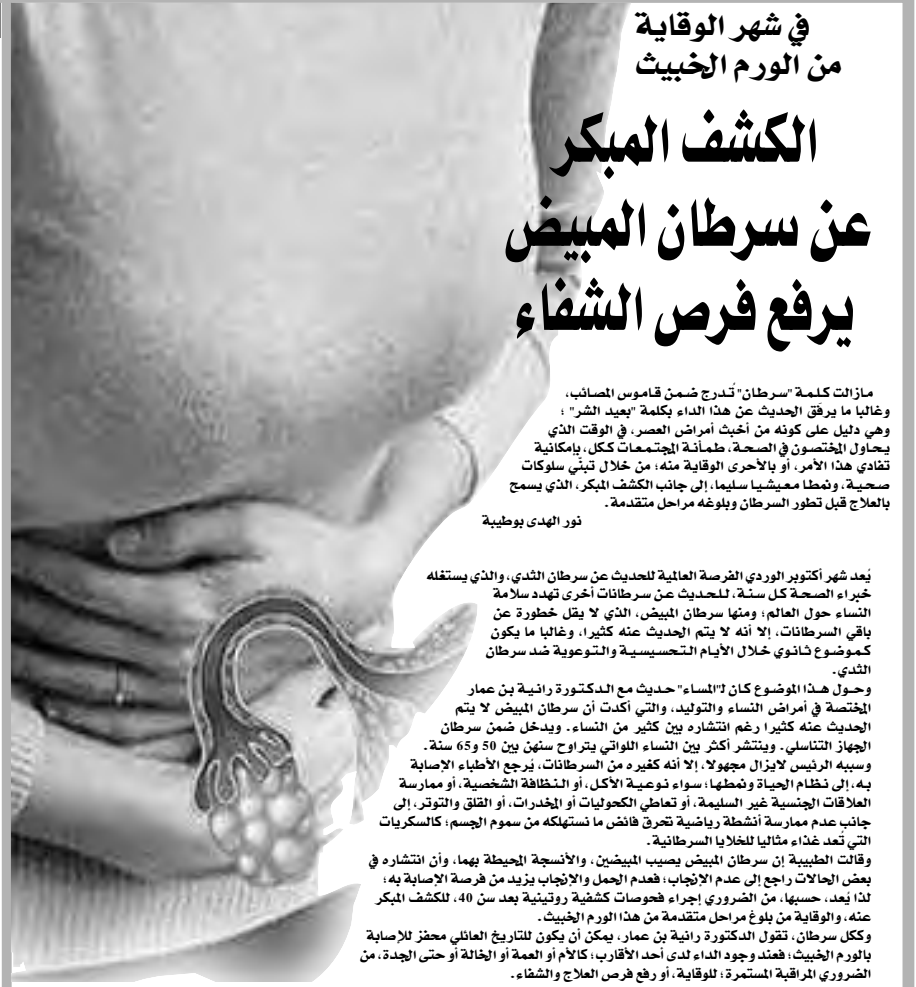 في شهر الوقاية
من الورم الخبيث
الكشف المبكر
عن سرطان المبيض
يرفع فرص الشفاء
مازالت كلمة "سرطان" تُدرج ضمن قاموس المصائب،
وغالبا ما يرفَق الحديث عن هذا الداء بكلمة "بعيد الشر" ؛
وهي دليل على كونه من أخبث أمراض العصر، في الوقت الذي
يحاول المختصون في الصحة، طمأنة المجتمعات ككل، بإمكانية
تفادي هذا الأمر، أو بالأحرى الوقاية منه؛ من خلال تبنّي سلوكات
صحية، ونمطا معيشيا سليما، إلى جانب الكشف المبكر، الذي يسمح
بالعلاج قبل تطور السرطان وبلوغه مراحل متقدمة.
نور الهدى بوطيبة
يُعد شهر أكتوبر الوردي الفرصة العالمية للحديث عن سرطان الثدي، والذي يستغله
خبراء الصحة كل سنة، للحديث عن سرطانات أخرى تهدد سلامة
النساء حول العالم؛ ومنها سرطان المبيض، الذي لا يقل خطورة عن
باقي السرطانات، إلا أنه لا يتم الحديث عنه كثيرا، وغالبا ما يكون
كموضوع ثانوي خلال الأيام التحسيسية والتوعوية ضد سرطان
الثدي.
وحول هذا الموضوع كان لـ"المساء" حديث مع الدكتورة رانية بن عمار
المختصة في أمراض النساء والتوليد، والتي أكدت أن سرطان المبيض لا يتم
الحديث عنه كثيرا رغم انتشاره بين كثير من النساء. ويدخل ضمن سرطان
الجهاز التناسلي. وينتشر أكثر بين النساء اللواتي يتراوح سنهن بين 50 و65 سنة.
وسببه الرئيس لايزال مجهولا، إلا أنه كغيره من السرطانات، يُرجع الأطباء الإصابة
به، إلى نظام الحياة ونمطها؛ سواء نوعية الأكل، أو النظافة الشخصية، أو ممارسة
العلاقات الجنسية غير السليمة، أو تعاطي الكحوليات أو المخدرات، أو القلق والتوتر، إلى
جانب عدم ممارسة أنشطة رياضية تحرق فائض ما نستهلكه من سموم الجسم؛ كالسكريات
التي تُعد غذاء مثاليا للخلايا السرطانية.
وقالت الطبيبة إن سرطان المبيض يصيب المبيضين، والأنسجة المحيطة بهما، وأن انتشاره في
بعض الحالات راجع إلى عدم الإنجاب؛ فعدم الحمل والإنجاب يزيد من فرصة الإصابة به؛
لذا يُعد، حسبها، من الضروري إجراء فحوصات كشفية روتينية بعد سن 40، للكشف المبكر
عنه، والوقاية من بلوغ مراحل متقدمة من هذا الورم الخبيث.
وككل سرطان، تقول الدكتورة رانية بن عمار، يمكن أن يكون للتاريخ العائلي محفز للإصابة
بالورم الخبيث؛ فعند وجود الداء لدى أحد الأقارب؛ كالأم أو العمة أو الخالة أو حتى الجدة، من
الضروري المراقبة المستمرة؛ للوقاية، أو رفع فرص العلاج والشفاء.